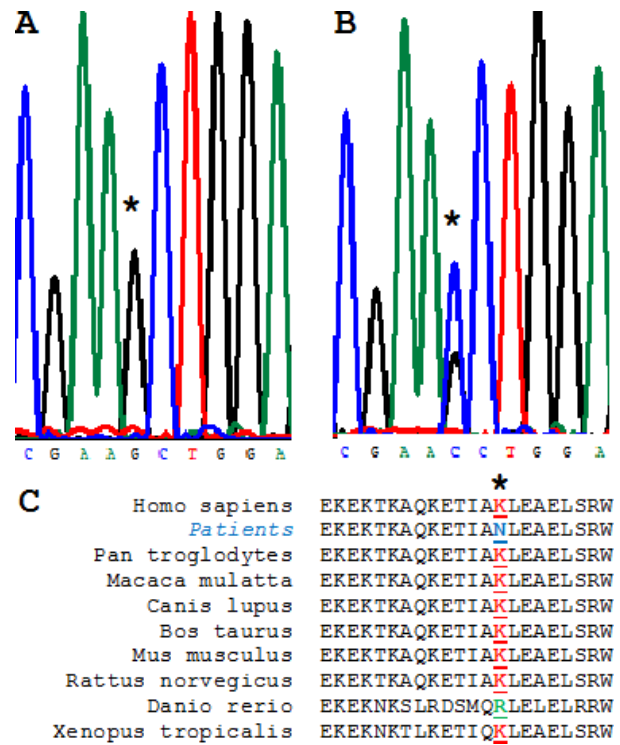 A B
* *
C G A A G C T G G A C G A A C C T G G A
C *
Homo sapiens EKEKTKAQKETIAKLEAELSRW
Patients EKEKTKAQKETIANLEAELSRW
Pan troglodytes EKEKTKAQKETIAKLEAELSRW
Macaca mulatta EKEKTKAQKETIAKLEAELSRW
Canis lupus EKEKTKAQKETIAKLEAELSRW
Bos taurus EKEKTKAQKETIAKLEAELSRW
Mus musculus EKEKTKAQKETIAKLEAELSRW
Rattus norvegicus EKEKTKAQKETIAKLEAELSRW
Danio rerio EKEKNKSLRDSMQRLELELRRW
Xenopus tropicalis EKEKNKTLKETIQKLEAELSRW